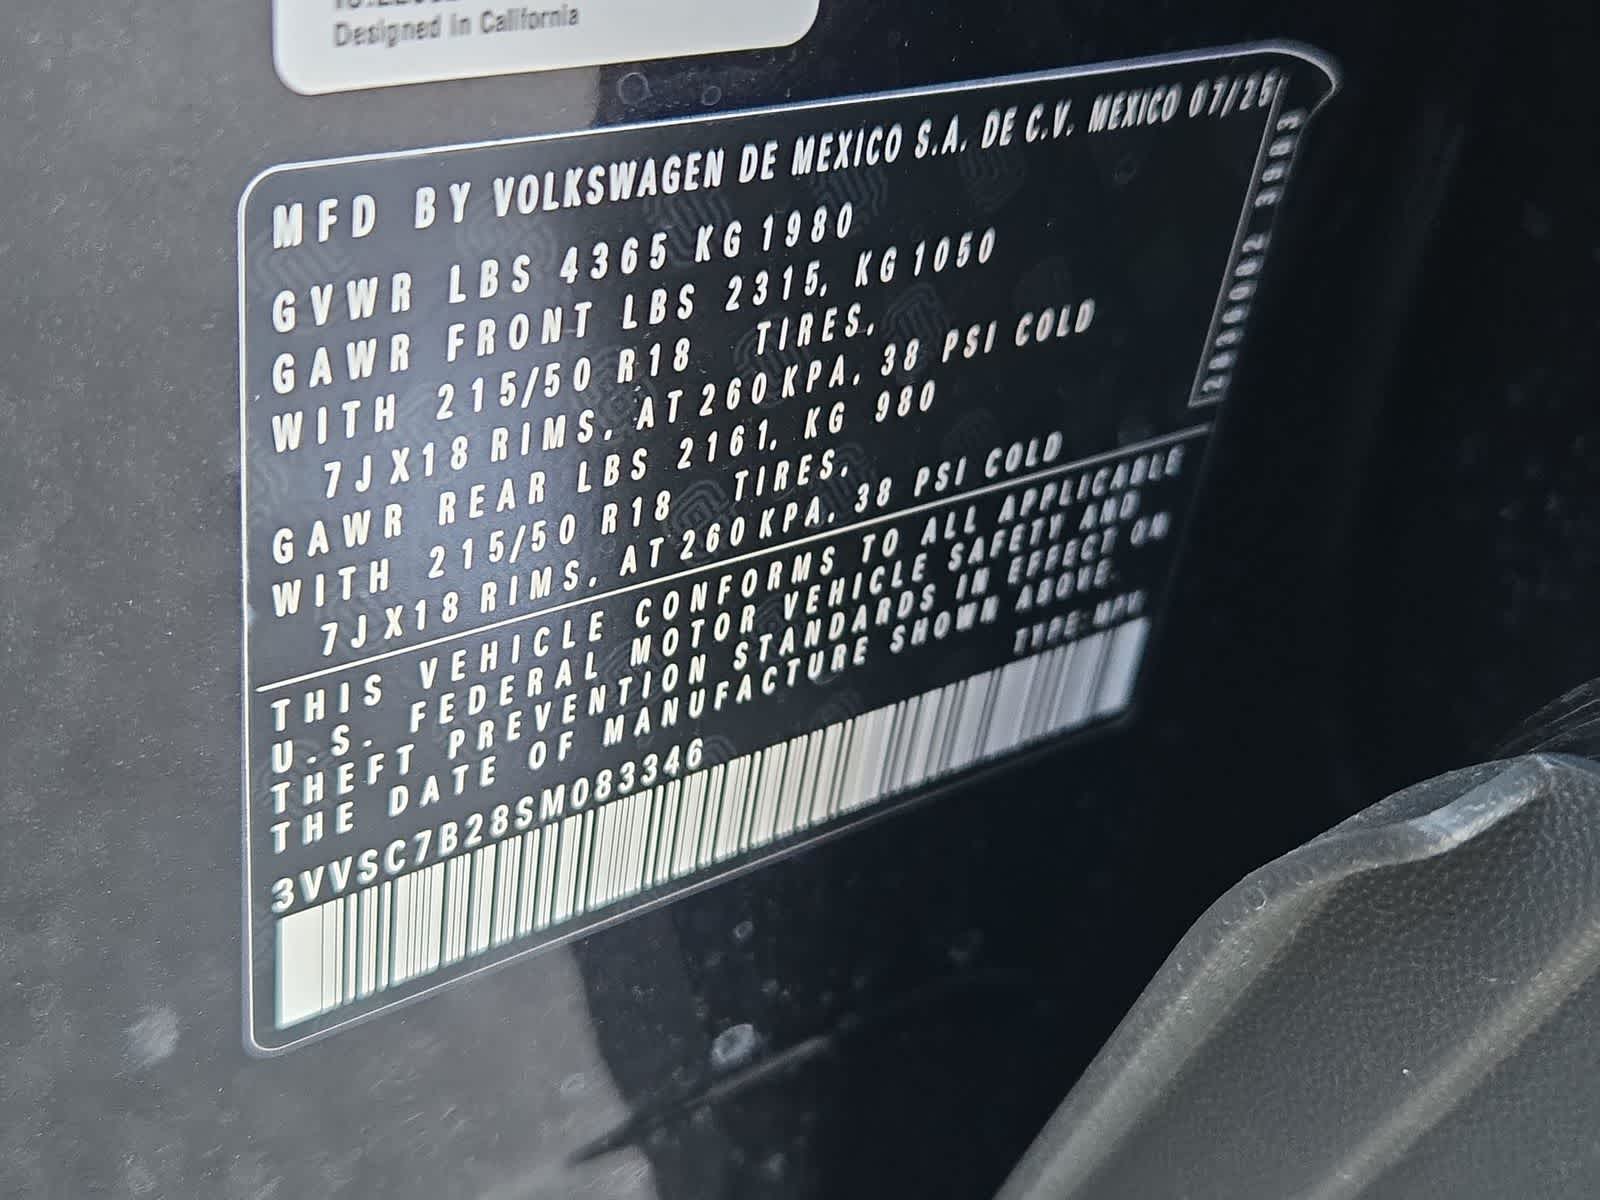 Designed in California
MFD BY VOLKSWAGEN DE MEXICO S.A. DE C.V. MEXICO 07/25
GVWR LBS 4365 KG 1980
GAWR FRONT LBS 2315, KG 1050
WITH 215/50 R18 TIRES,
7JX18 RIMS, AT 260 KPA, 38 PSI COLD
GAWR REAR LBS 2161, KG 980
WITH 215/50 R18 TIRES,
7JX18 RIMS, AT 260 KPA, 38 PSI COLD
THIS VEHICLE CONFORMS TO ALL APPLICABLE
U.S. FEDERAL MOTOR VEHICLE SAFETY AND
THEFT PREVENTION STANDARDS IN EFFECT ON
THE DATE OF MANUFACTURE SHOWN ABOVE.
TYPE: MPV.
3VVSC7B28SM083346